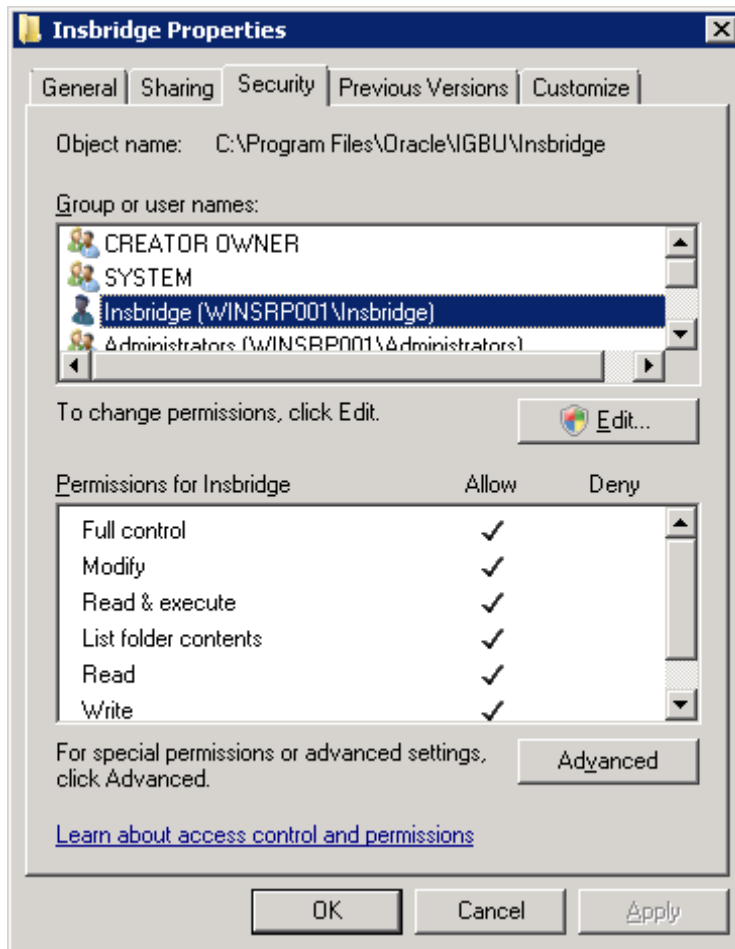 Insbridge Properties
General Sharing Security Previous Versions Customize
Object name: C:\Program Files\Oracle\IGBU\Insbridge
Group or user names:
CREATOR OWNER
SYSTEM
Insbridge (WINSRP001\Insbridge)
Administrators (WINSRP001\Administrators)
To change permissions, click Edit.
Edit...
Permissions for Insbridge Allow Deny
Full control
Modify
Read & execute
List folder contents
Read
Write
For special permissions or advanced settings,
click Advanced.
Advanced
Learn about access control and permissions
OK Cancel Apply